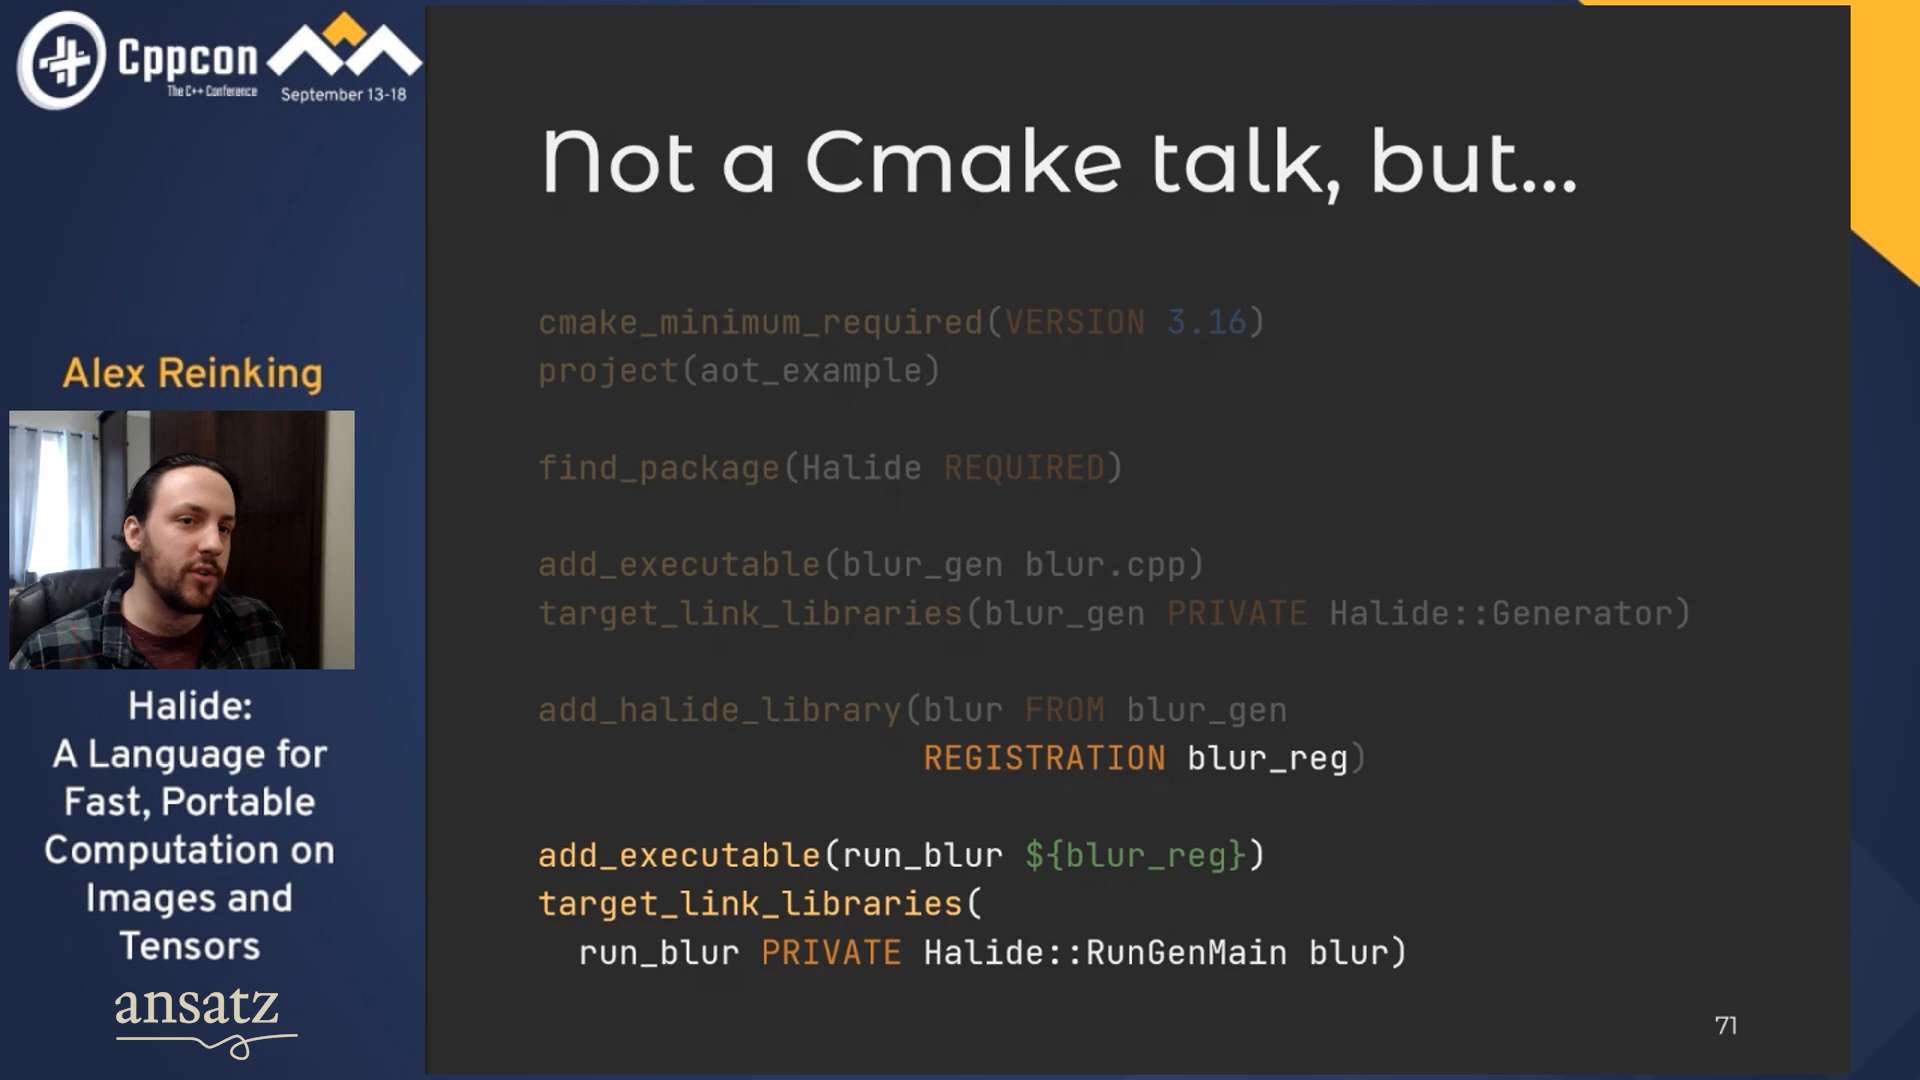 Cppcon
The C++ Conference
September 13-18
Alex Reinking
Halide:
A Language for
Fast, Portable
Computation on
Images and
Tensors
ansatz
Not a Cmake talk, but...
cmake_minimum_required(VERSION 3.16)
project(aot_example)
find_package(Halide REQUIRED)
add_executable(blur_gen blur.cpp)
target_link_libraries(blur_gen PRIVATE Halide::Generator)
add_halide_library(blur FROM blur_gen
REGISTRATION blur_reg)
add_executable(run_blur ${blur_reg})
target_link_libraries(
run_blur PRIVATE Halide::RunGenMain blur)
71